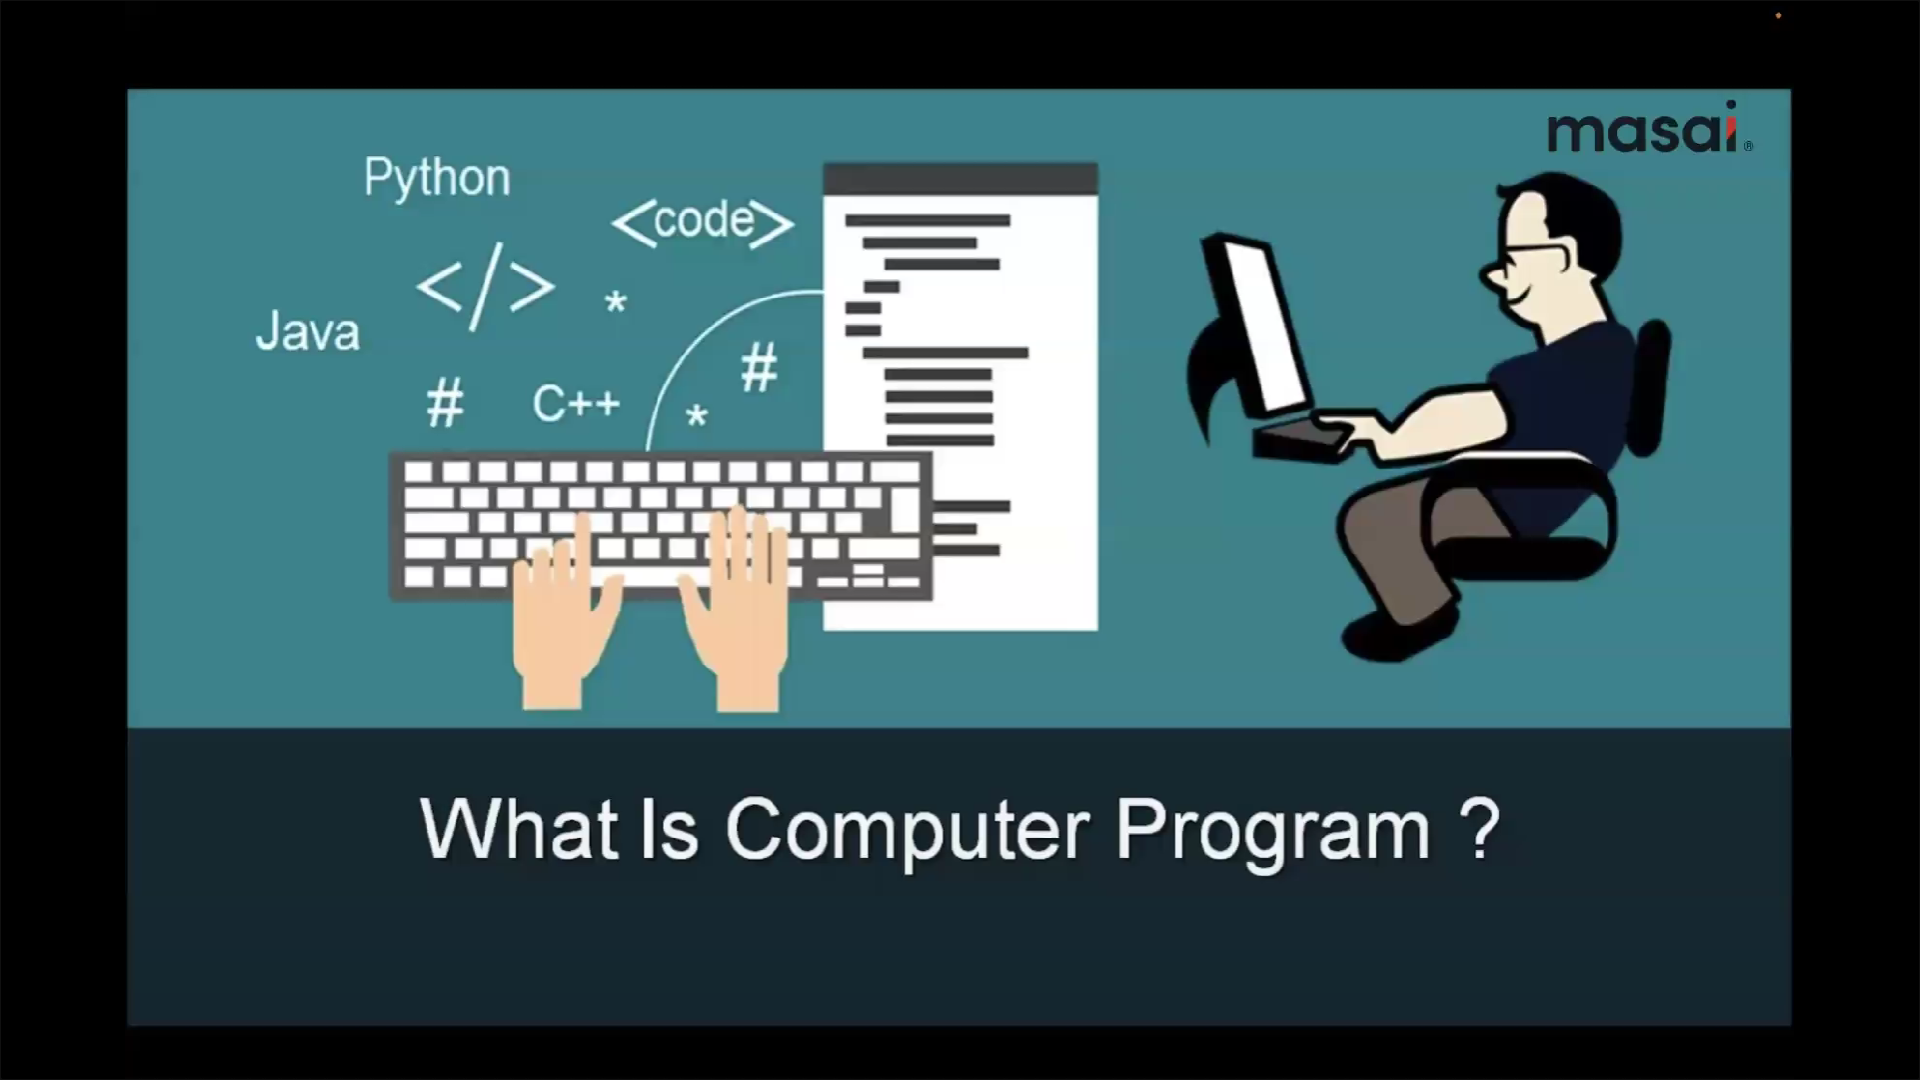 masai
®
Python
<code>
</>
*
Java
#
#
C++
*
What Is Computer Program ?